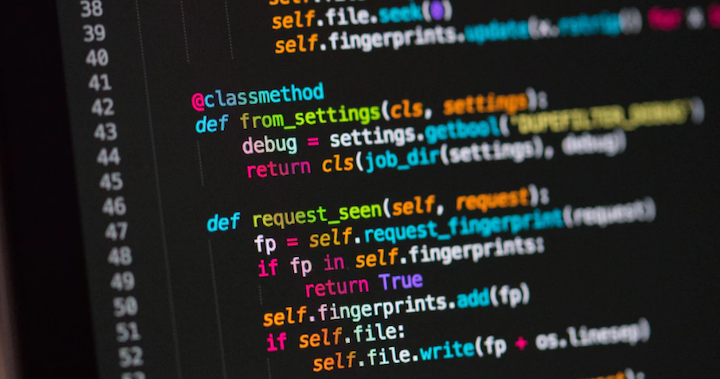 38 self.file
39 self.file.seek(0)
40 self.fingerprints.update(x.rstrip() for
41
42 @classmethod
43 def from_settings(cls, settings):
44 debug = settings.getbool("DUPEFILTER_DEBUG")
45 return cls(job_dir(settings), debug)
46
47 def request_seen(self, request):
48 fp = self.request_fingerprint(request)
49 if fp in self.fingerprints:
50 return True
51 self.fingerprints.add(fp)
52 if self.file:
self.file.write(fp + os.linesep)